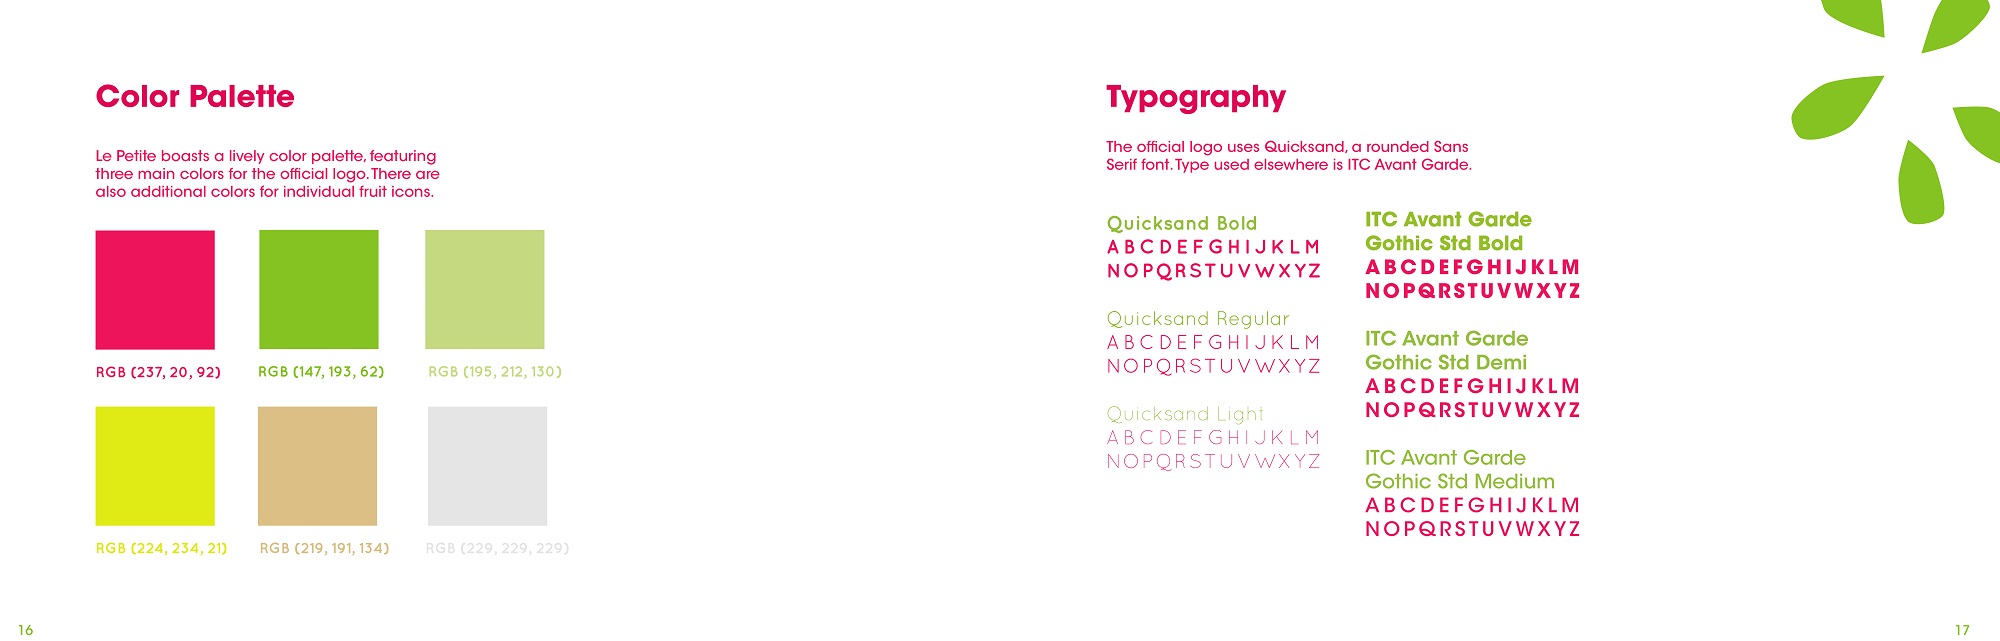 Color Palette
Le Petite boasts a lively color palette, featuring
three main colors for the official logo. There are
also additional colors for individual fruit icons.
RGB (237, 20, 92)
RGB (147, 193, 62)
RGB (195, 212, 130)
RGB (224, 234, 21)
RGB (219, 191, 134)
RGB (229, 229, 229)
16
Typography
The official logo uses Quicksand, a rounded Sans
Serif font. Type used elsewhere is ITC Avant Garde.
Quicksand Bold
ABCDEFGHIJKLM
NOPQRSTUVWXYZ
Quicksand Regular
ABCDEFGHIJKLM
NOPQRSTUVWXYZ
Quicksand Light
ABCDEFGHIJKLM
NOPQRSTUVWXYZ
ITC Avant Garde
Gothic Std Bold
ABCDEFGHIJKLM
NOPQRSTUVWXYZ
ITC Avant Garde
Gothic Std Demi
ABCDEFGHIJKLM
NOPQRSTUVWXYZ
ITC Avant Garde
Gothic Std Medium
ABCDEFGHIJKLM
NOPQRSTUVWXYZ
17